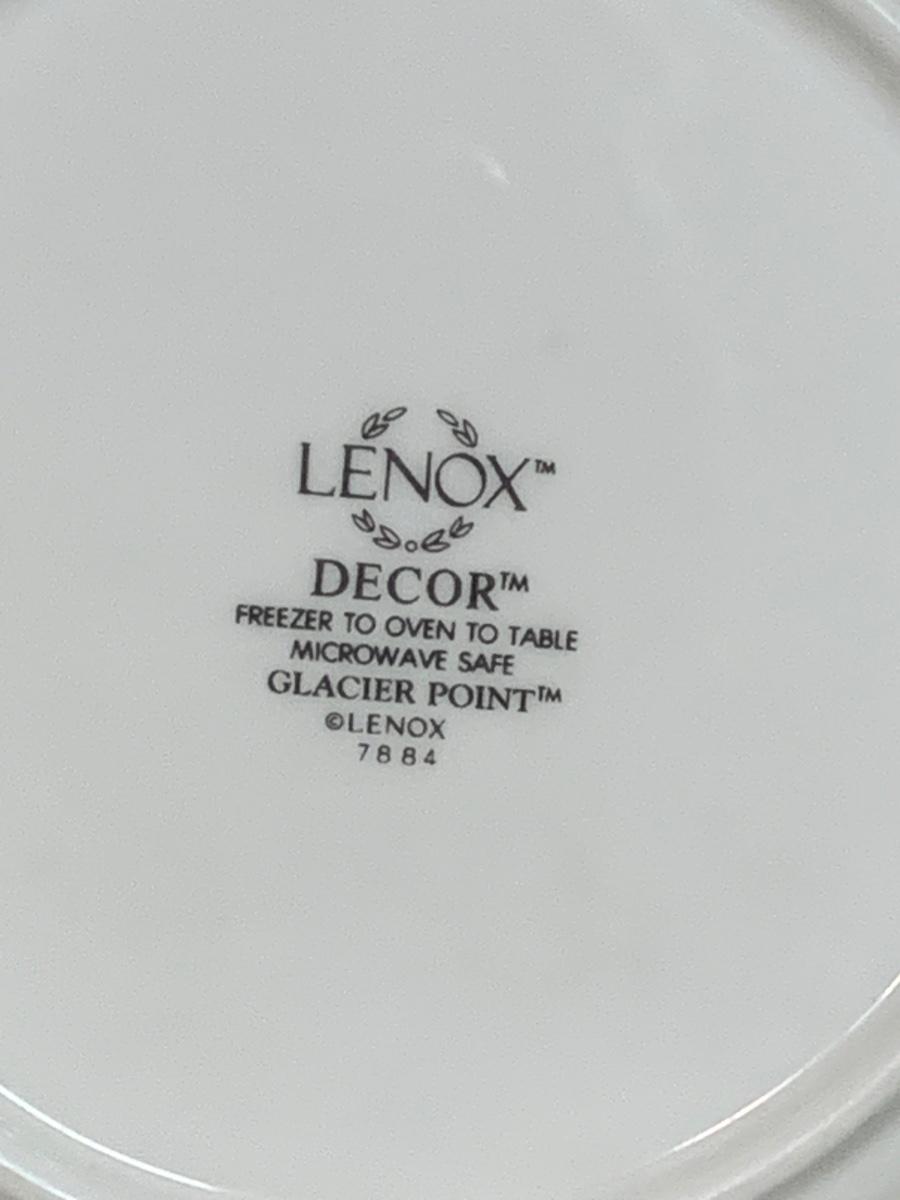 LENOX™
DECOR™
FREEZER TO OVEN TO TABLE
MICROWAVE SAFE
GLACIER POINT™
©LENOX
7884